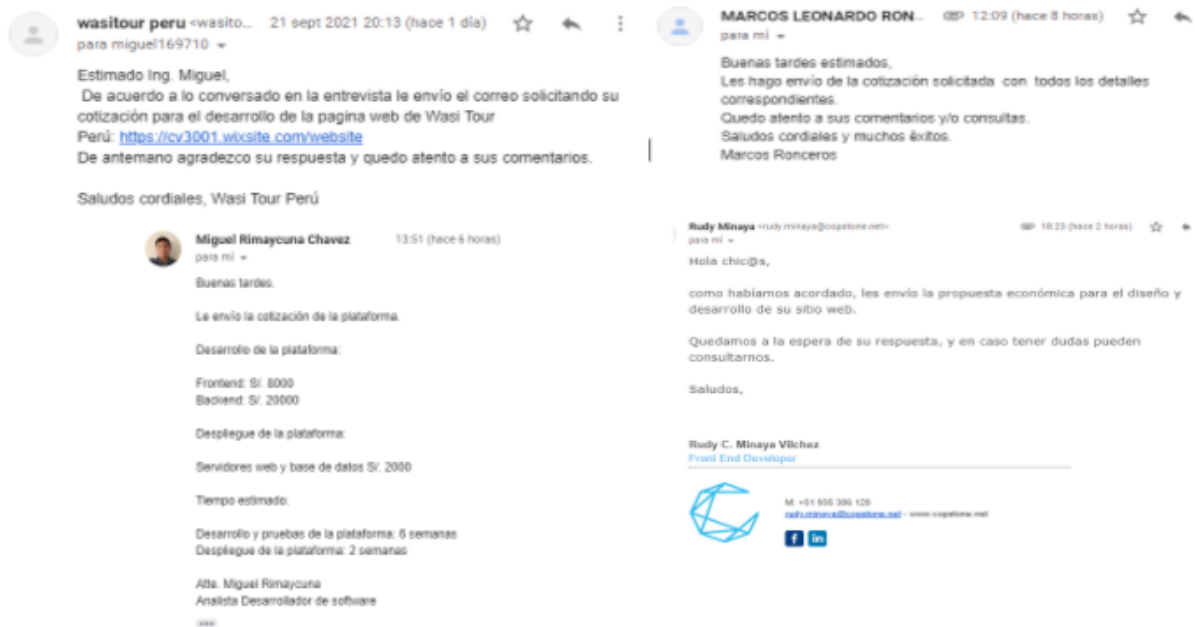 wasitour peru <wasito... 21 sept 2021 20:13 (hace 1 día)
para miguel169710
Estimado Ing. Miguel,
De acuerdo a lo conversado en la entrevista le envío el correo solicitando su
cotización para el desarrollo de la pagina web de Wasi Tour
Perú: https://cv3001.wixsite.com/website
De antemano agradezco su respuesta y quedo atento a sus comentarios.
Saludos cordiales, Wasi Tour Perú
Miguel Rimaycuna Chavez 13:51 (hace 6 horas)
para mí
Buenas tardes.
Le envío la cotización de la plataforma.
Desarrollo de la plataforma:
Frontend: S/. 8000
Backend: S/. 20000
Despliegue de la plataforma:
Servidores web y base de datos S/. 2000
Tiempo estimado:
Desarrollo y pruebas de la plataforma: 6 semanas
Despliegue de la plataforma: 2 semanas
Atte. Miguel Rimaycuna
Analista Desarrollador de software
MARCOS LEONARDO RON... 12:09 (hace 8 horas)
para mí
Buenas tardes estimados,
Les hago envío de la cotización solicitada con todos los detalles
correspondientes.
Quedo atento a sus comentarios y/o consultas.
Saludos cordiales y muchos éxitos.
Marcos Ronceros
Rudy Minaya (hace 2 horas)
para mí
Hola chic@s,
como habíamos acordado, les envío la propuesta económica para el diseño y
desarrollo de su sitio web.
Quedamos a la espera de su respuesta, y en caso tener dudas pueden
consultarnos.
Saludos,
Rudy C. Minaya Vilchez
Front End Developer
f in